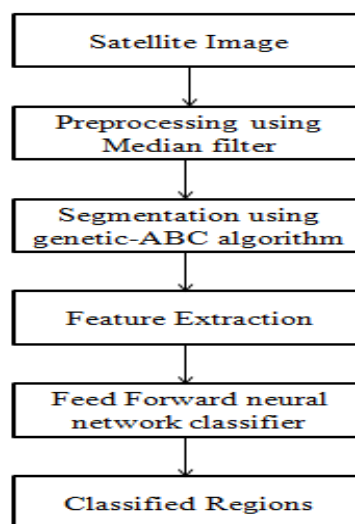 Satellite Image
Preprocessing using
Median filter
Segmentation using
genetic-ABC algorithm
Feature Extraction
Feed Forward neural
network classifier
Classified Regions